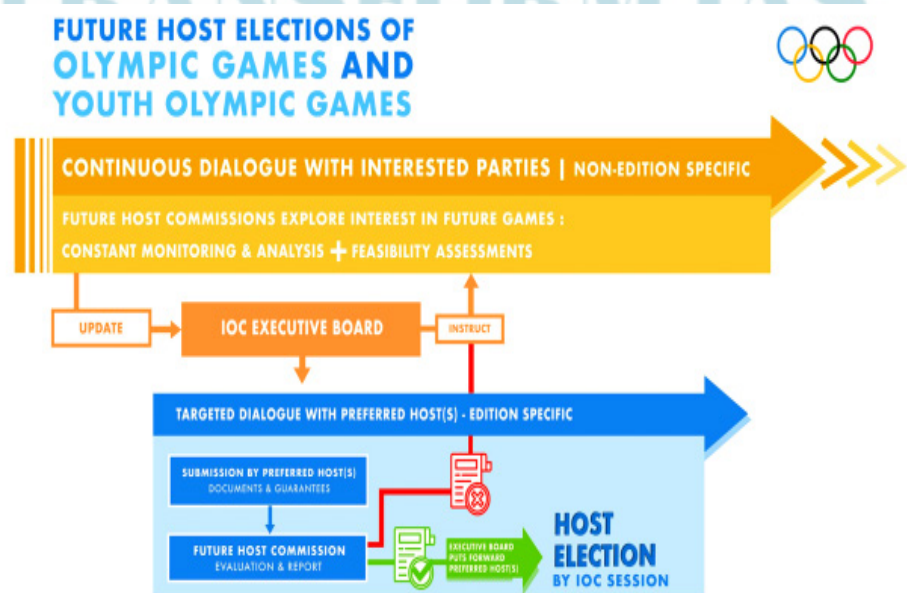 FUTURE HOST ELECTIONS OF
OLYMPIC GAMES AND
YOUTH OLYMPIC GAMES
CONTINUOUS DIALOGUE WITH INTERESTED PARTIES | NON-EDITION SPECIFIC
FUTURE HOST COMMISSIONS EXPLORE INTEREST IN FUTURE GAMES :
CONSTANT MONITORING & ANALYSIS + FEASIBILITY ASSESSMENTS
UPDATE
IOC EXECUTIVE BOARD
INSTRUCT
TARGETED DIALOGUE WITH PREFERRED HOST(S) - EDITION SPECIFIC
SUBMISSION BY PREFERRED HOST(S)
DOCUMENTS & GUARANTEES
FUTURE HOST COMMISSION
EVALUATION & REPORT
EXECUTIVE BOARD
PUTS FORWARD
PREFERRED HOST(S)
HOST
ELECTION
BY IOC SESSION